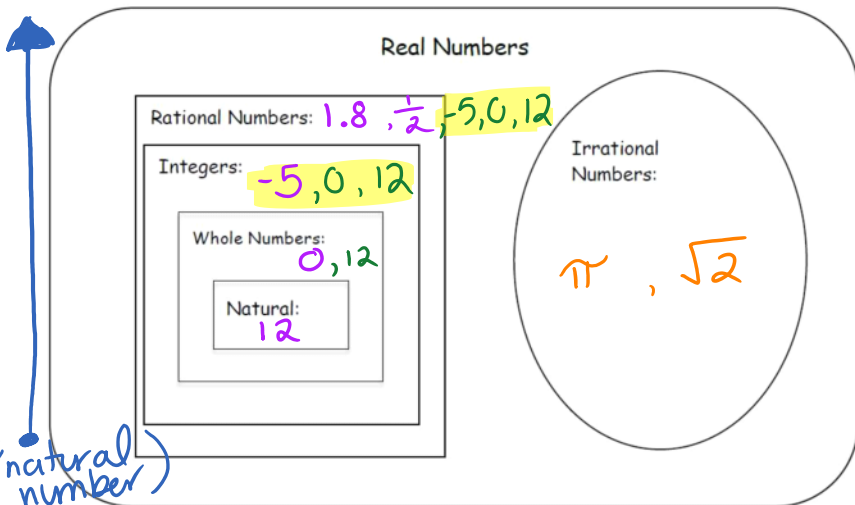 Real Numbers
Rational Numbers: 1.8, 1/2, -5, 0, 12
Integers: -5, 0, 12
Whole Numbers:
0, 12
Natural:
12
Irrational
Numbers:
π, √2
(natural
number)